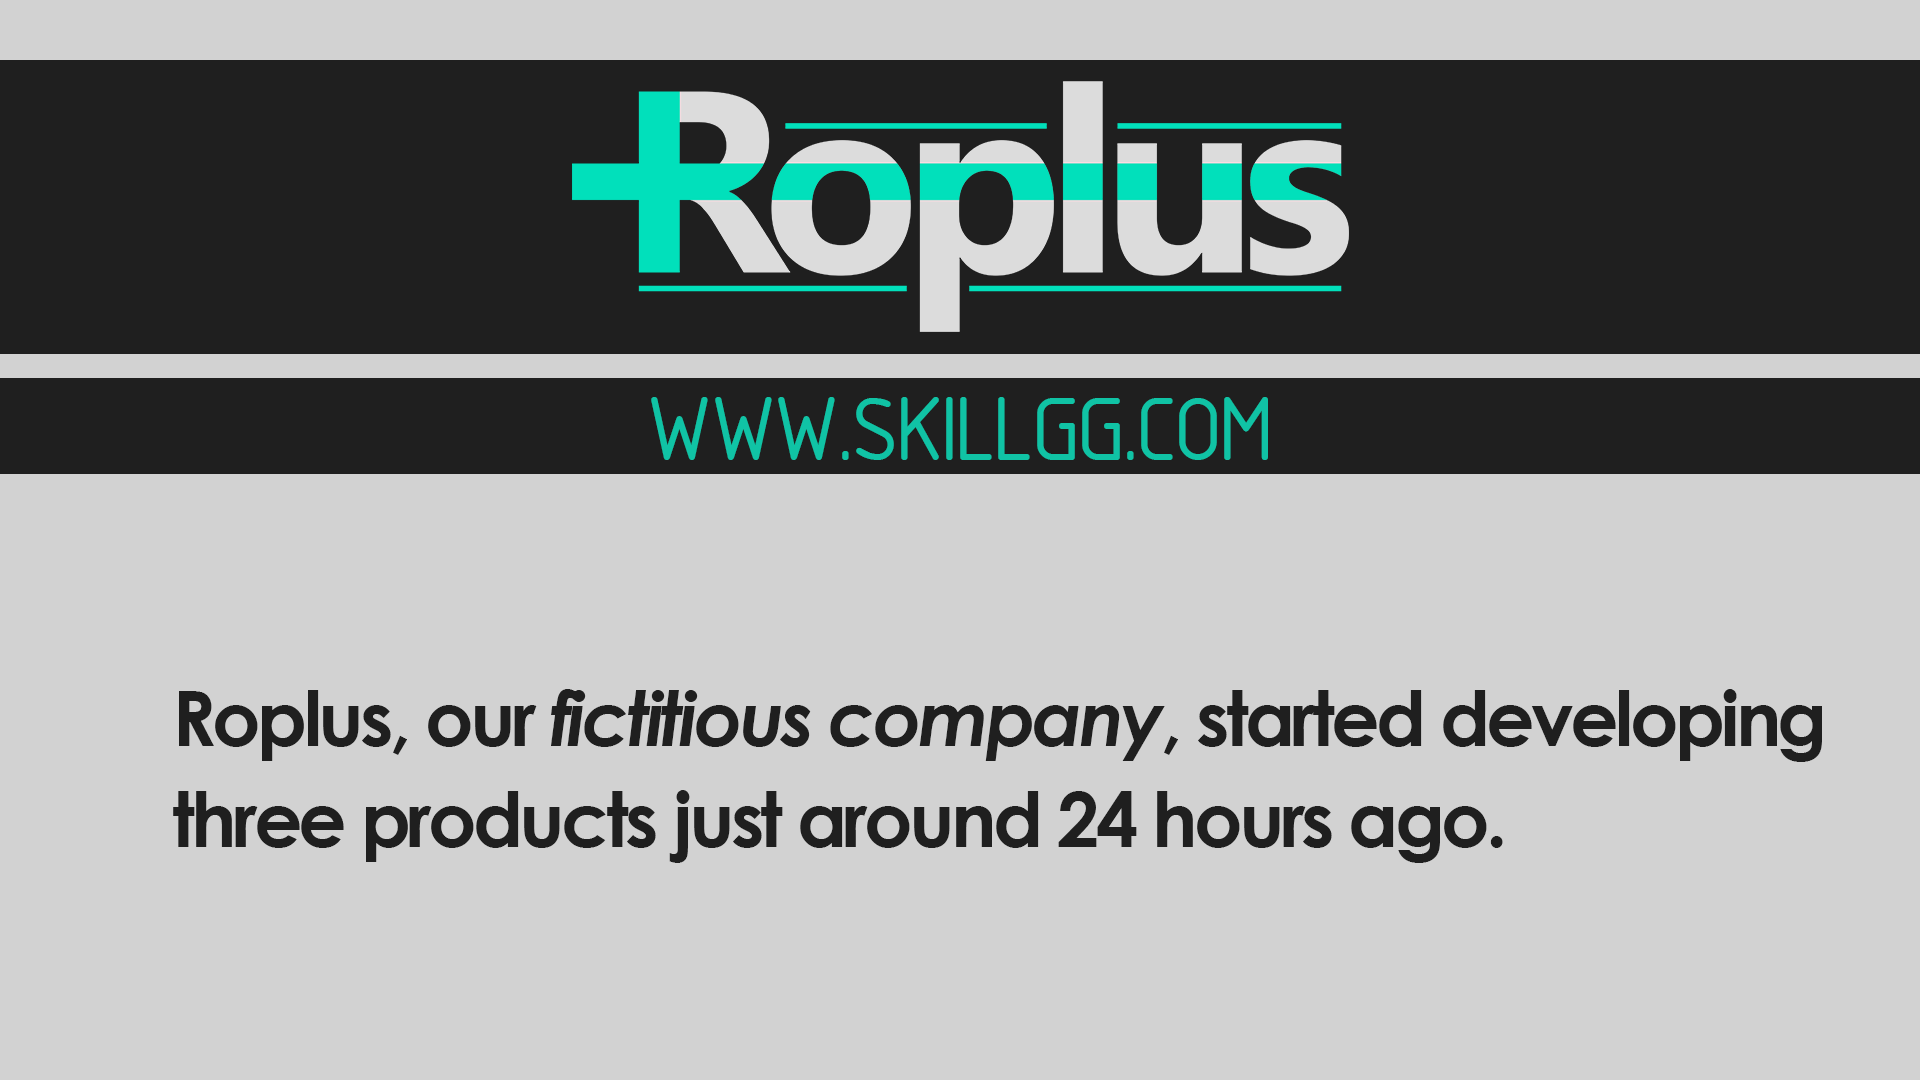 Roplus
WWW.SKILLGG.COM
Roplus, our fictitious company, started developing
three products just around 24 hours ago.